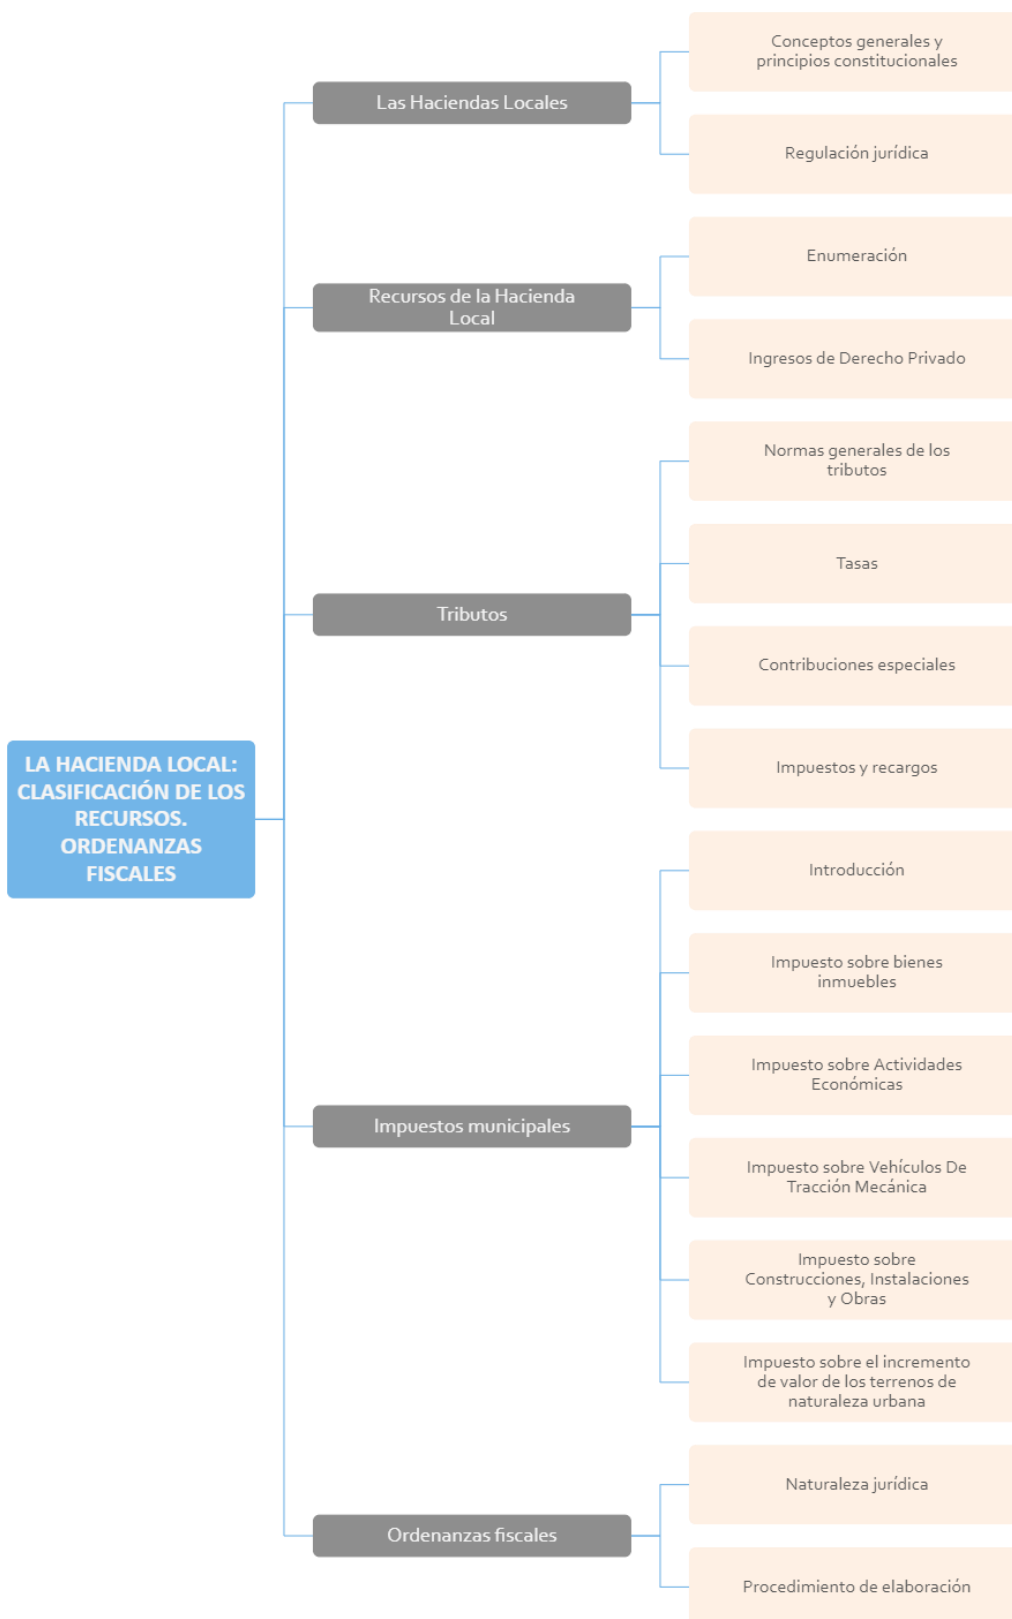 Conceptos generales y
principios constitucionales
Las Haciendas Locales
Regulación jurídica
Enumeración
Recursos de la Hacienda
Local
Ingresos de Derecho Privado
Normas generales de los
tributos
Tasas
Tributos
Contribuciones especiales
Impuestos y recargos
LA HACIENDA LOCAL:
CLASIFICACIÓN DE LOS
RECURSOS.
ORDENANZAS
FISCALES
Introducción
Impuesto sobre bienes
inmuebles
Impuesto sobre Actividades
Económicas
Impuestos municipales
Impuesto sobre Vehículos De
Tracción Mecánica
Impuesto sobre
Construcciones, Instalaciones
y Obras
Impuesto sobre el incremento
de valor de los terrenos de
naturaleza urbana
Naturaleza jurídica
Ordenanzas fiscales
Procedimiento de elaboración